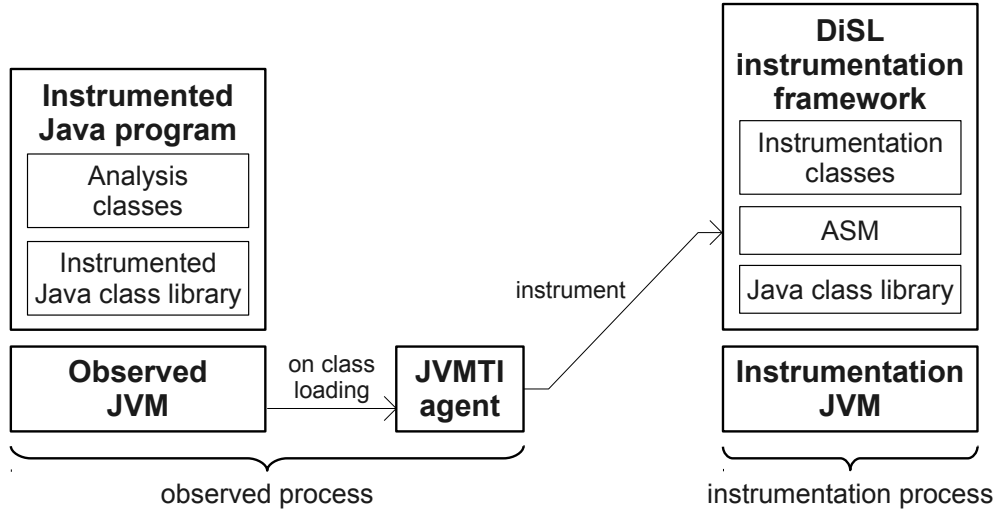 Instrumented
Java program
Analysis
classes
Instrumented
Java class library
Observed
JVM
on class
loading
JVMTI
agent
observed process
instrument
DiSL
instrumentation
framework
Instrumentation
classes
ASM
Java class library
Instrumentation
JVM
instrumentation process